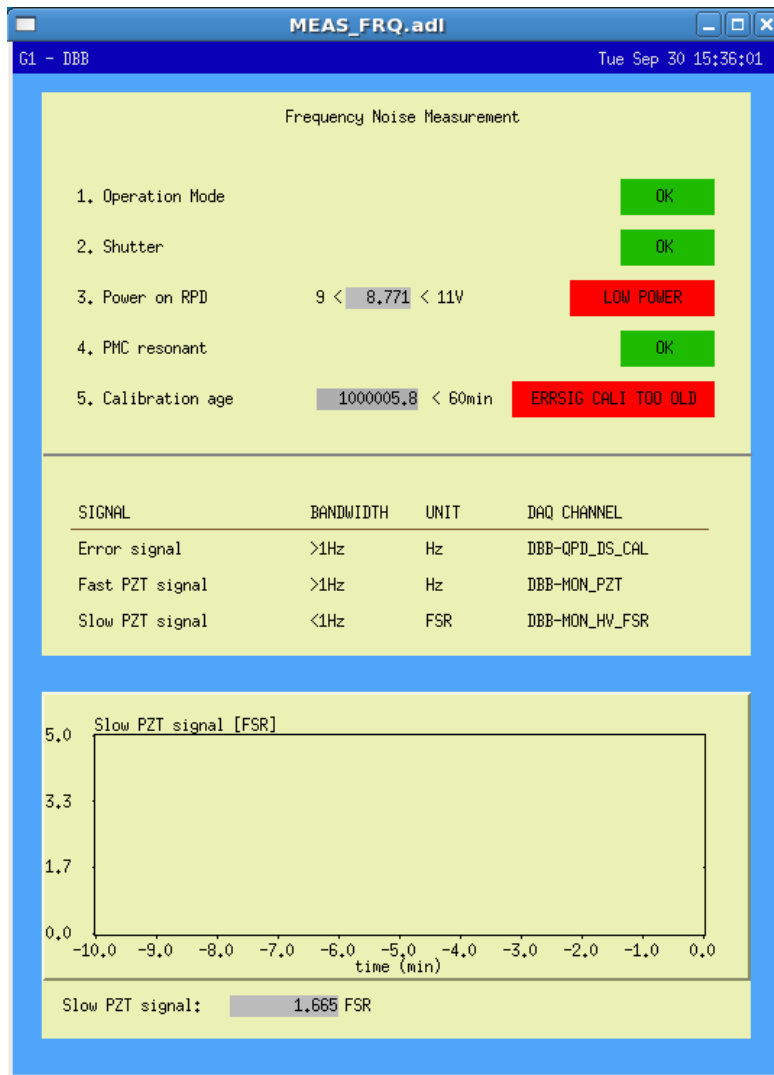 MEAS_FRQ.adl
G1 - DBB Tue Sep 30 15:36:01
Frequency Noise Measurement
1. Operation Mode OK
2. Shutter OK
3. Power on RPD 9 < 8.771 < 11V LOW POWER
4. PMC resonant OK
5. Calibration age 1000005.8 < 60min ERRSIG CALI TOO OLD
SIGNAL BANDWIDTH UNIT DAQ CHANNEL
Error signal >1Hz Hz DBB-QPD_DS_CAL
Fast PZT signal >1Hz Hz DBB-MON_PZT
Slow PZT signal <1Hz FSR DBB-MON_HV_FSR
Slow PZT signal [FSR]
5.0
3.3
1.7
0.0
-10.0 -9.0 -8.0 -7.0 -6.0 -5.0 -4.0 -3.0 -2.0 -1.0 0.0
time (min)
Slow PZT signal: 1.665 FSR